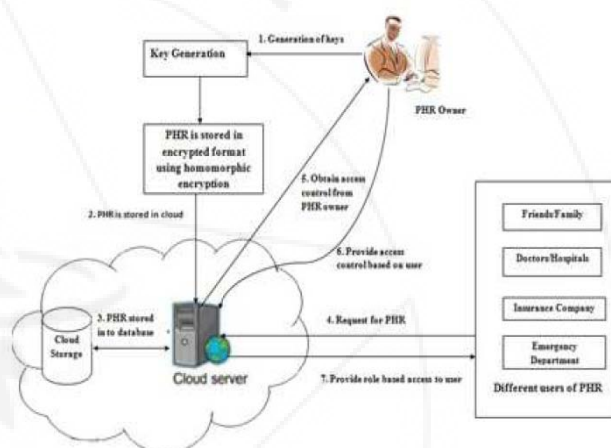 1. Generation of keys
Key Generation
PHR Owner
PHR is stored in
encrypted format
using homomorphic
encryption
5. Obtain access
control from
PHR owner
2. PHR is stored in cloud
6. Provide access
control based on user
Friends/Family
Doctors/Hospitals
Insurance Company
Emergency
Department
Different users of PHR
3. PHR stored
in to database
Cloud
Storage
Cloud server
4. Request for PHR
7. Provide role based access to user